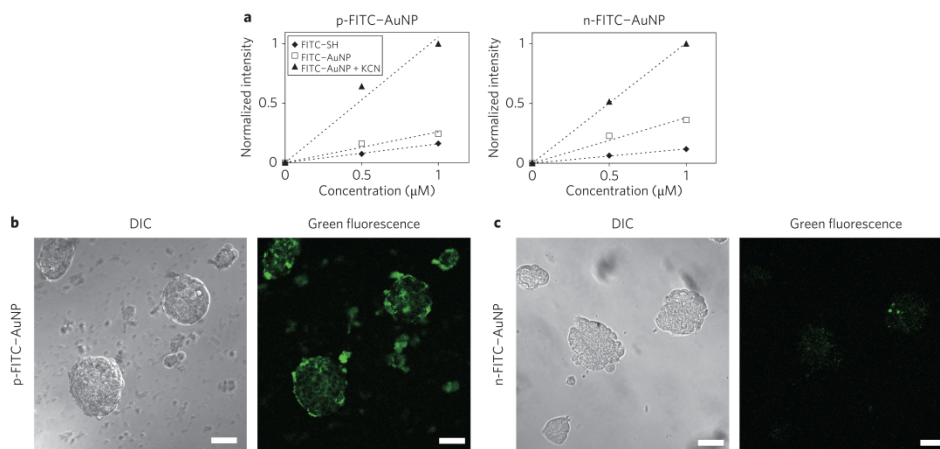 a
p-FITC–AuNP
n-FITC–AuNP
Normalized intensity
1
0.5
0
FITC–SH
FITC–AuNP
FITC–AuNP + KCN
0
0.5
1
Concentration (μM)
Normalized intensity
1
0.5
0
0
0.5
1
Concentration (μM)
b
DIC
Green fluorescence
p-FITC–AuNP
c
DIC
Green fluorescence
n-FITC–AuNP